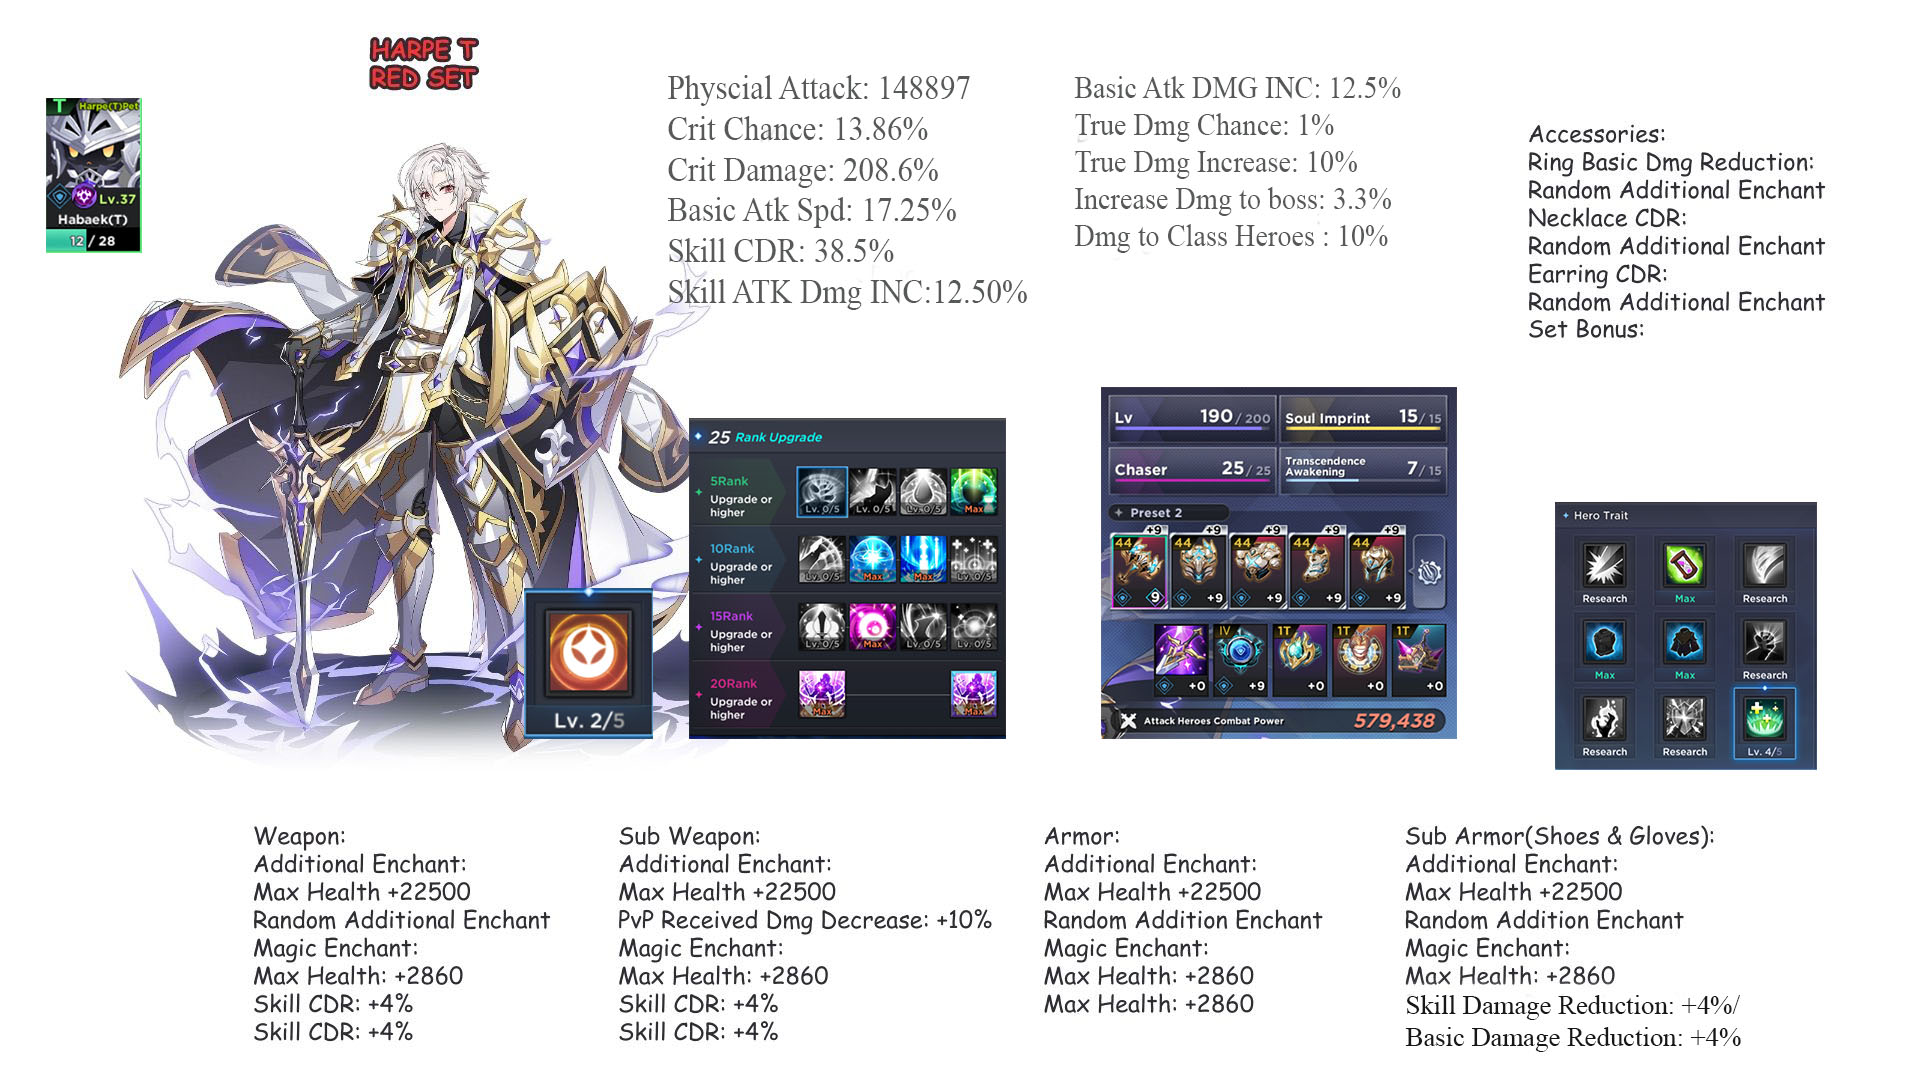 HARPE T
RED SET
T Harpe(T)Pet
Lv.37
Habaek(T)
12 / 28
Physcial Attack: 148897
Crit Chance: 13.86%
Crit Damage: 208.6%
Basic Atk Spd: 17.25%
Skill CDR: 38.5%
Skill ATK Dmg INC:12.50%
Basic Atk DMG INC: 12.5%
True Dmg Chance: 1%
True Dmg Increase: 10%
Increase Dmg to boss: 3.3%
Dmg to Class Heroes : 10%
Accessories:
Ring Basic Dmg Reduction:
Random Additional Enchant
Necklace CDR:
Random Additional Enchant
Earring CDR:
Random Additional Enchant
Set Bonus:
Lv. 2/5
25 Rank Upgrade
5Rank
Upgrade or
higher
Lv. 0/5 Lv. 0/5 Lv. 0/5 Max
10Rank
Upgrade or
higher
Lv. 0/5 Max Max Lv. 0/5
15Rank
Upgrade or
higher
Lv. 0/5 Max Lv. 0/5 Lv. 0/5
20Rank
Upgrade or
higher
Max Max
Lv 190 / 200 Soul Imprint 15 / 15
Chaser 25 / 25 Transcendence
Awakening 7 / 15
Preset 2
+9 +9 +9 +9 +9
44 44 44 44 44
9 +9 +9 +9 +9
IV 1T 1T 1T
+0 +9 +0 +0 +0
Attack Heroes Combat Power 579,438
Hero Trait
Research Max Research
Max Max Research
Research Research Lv. 4/5
Weapon:
Additional Enchant:
Max Health +22500
Random Additional Enchant
Magic Enchant:
Max Health: +2860
Skill CDR: +4%
Skill CDR: +4%
Sub Weapon:
Additional Enchant:
Max Health +22500
PvP Received Dmg Decrease: +10%
Magic Enchant:
Max Health: +2860
Skill CDR: +4%
Skill CDR: +4%
Armor:
Additional Enchant:
Max Health +22500
Random Addition Enchant
Magic Enchant:
Max Health: +2860
Max Health: +2860
Sub Armor(Shoes & Gloves):
Additional Enchant:
Max Health +22500
Random Addition Enchant
Magic Enchant:
Max Health: +2860
Skill Damage Reduction: +4%/
Basic Damage Reduction: +4%